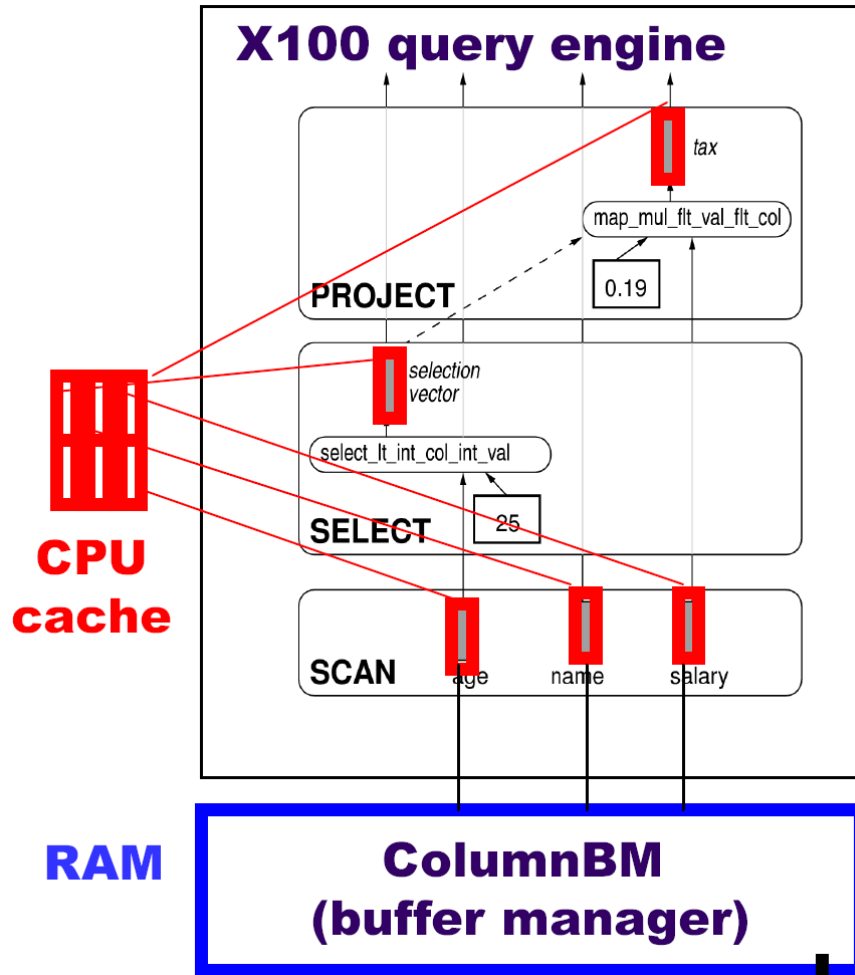 X100 query engine
tax
map_mul_flt_val_flt_col
0.19
PROJECT
selection
vector
select_lt_int_col_int_val
25
SELECT
CPU
cache
SCAN
age
name
salary
RAM
ColumnBM
(buffer manager)